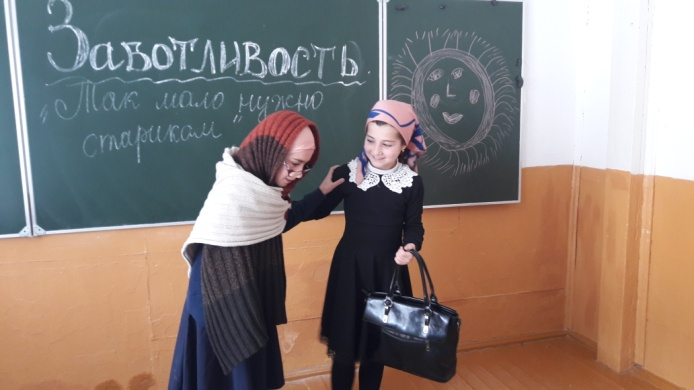 Заботливость.
"Так мало нужно
старикам"